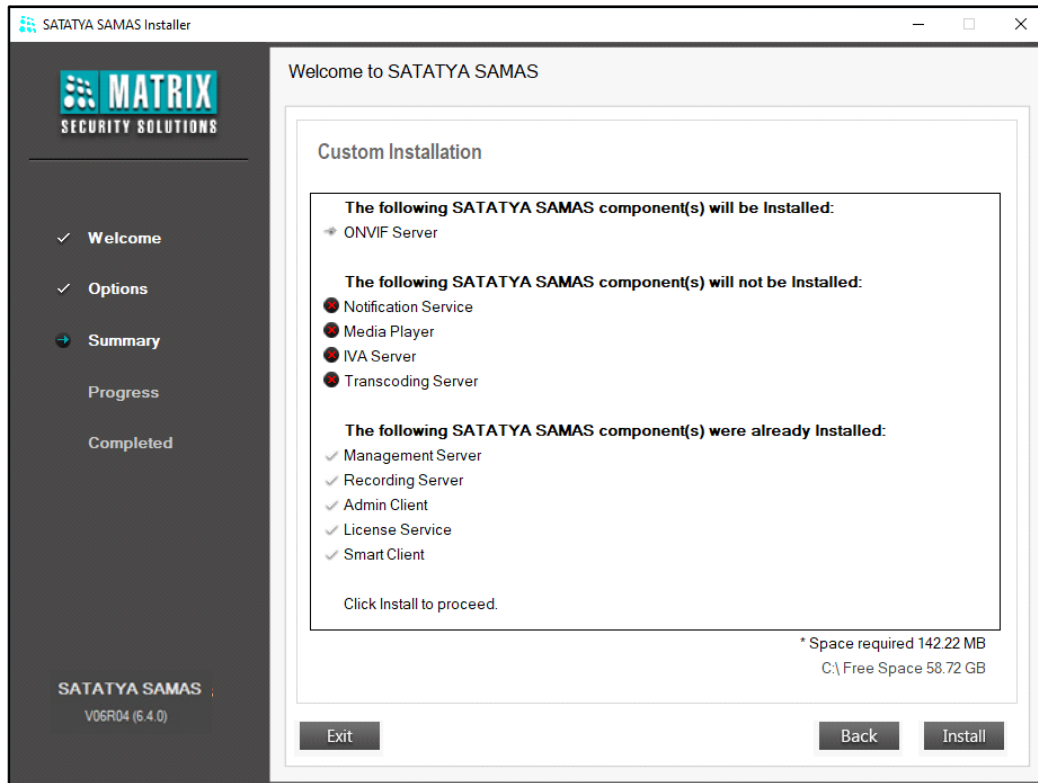 SATATYA SAMAS Installer
MATRIX
SECURITY SOLUTIONS
Welcome
Options
Summary
Progress
Completed
SATATYA SAMAS
V06R04 (6.4.0)
Welcome to SATATYA SAMAS
Custom Installation
The following SATATYA SAMAS component(s) will be Installed:
ONVIF Server
The following SATATYA SAMAS component(s) will not be Installed:
Notification Service
Media Player
IVA Server
Transcoding Server
The following SATATYA SAMAS component(s) were already Installed:
Management Server
Recording Server
Admin Client
License Service
Smart Client
Click Install to proceed.
* Space required 142.22 MB
C:\ Free Space 58.72 GB
Exit
Back
Install